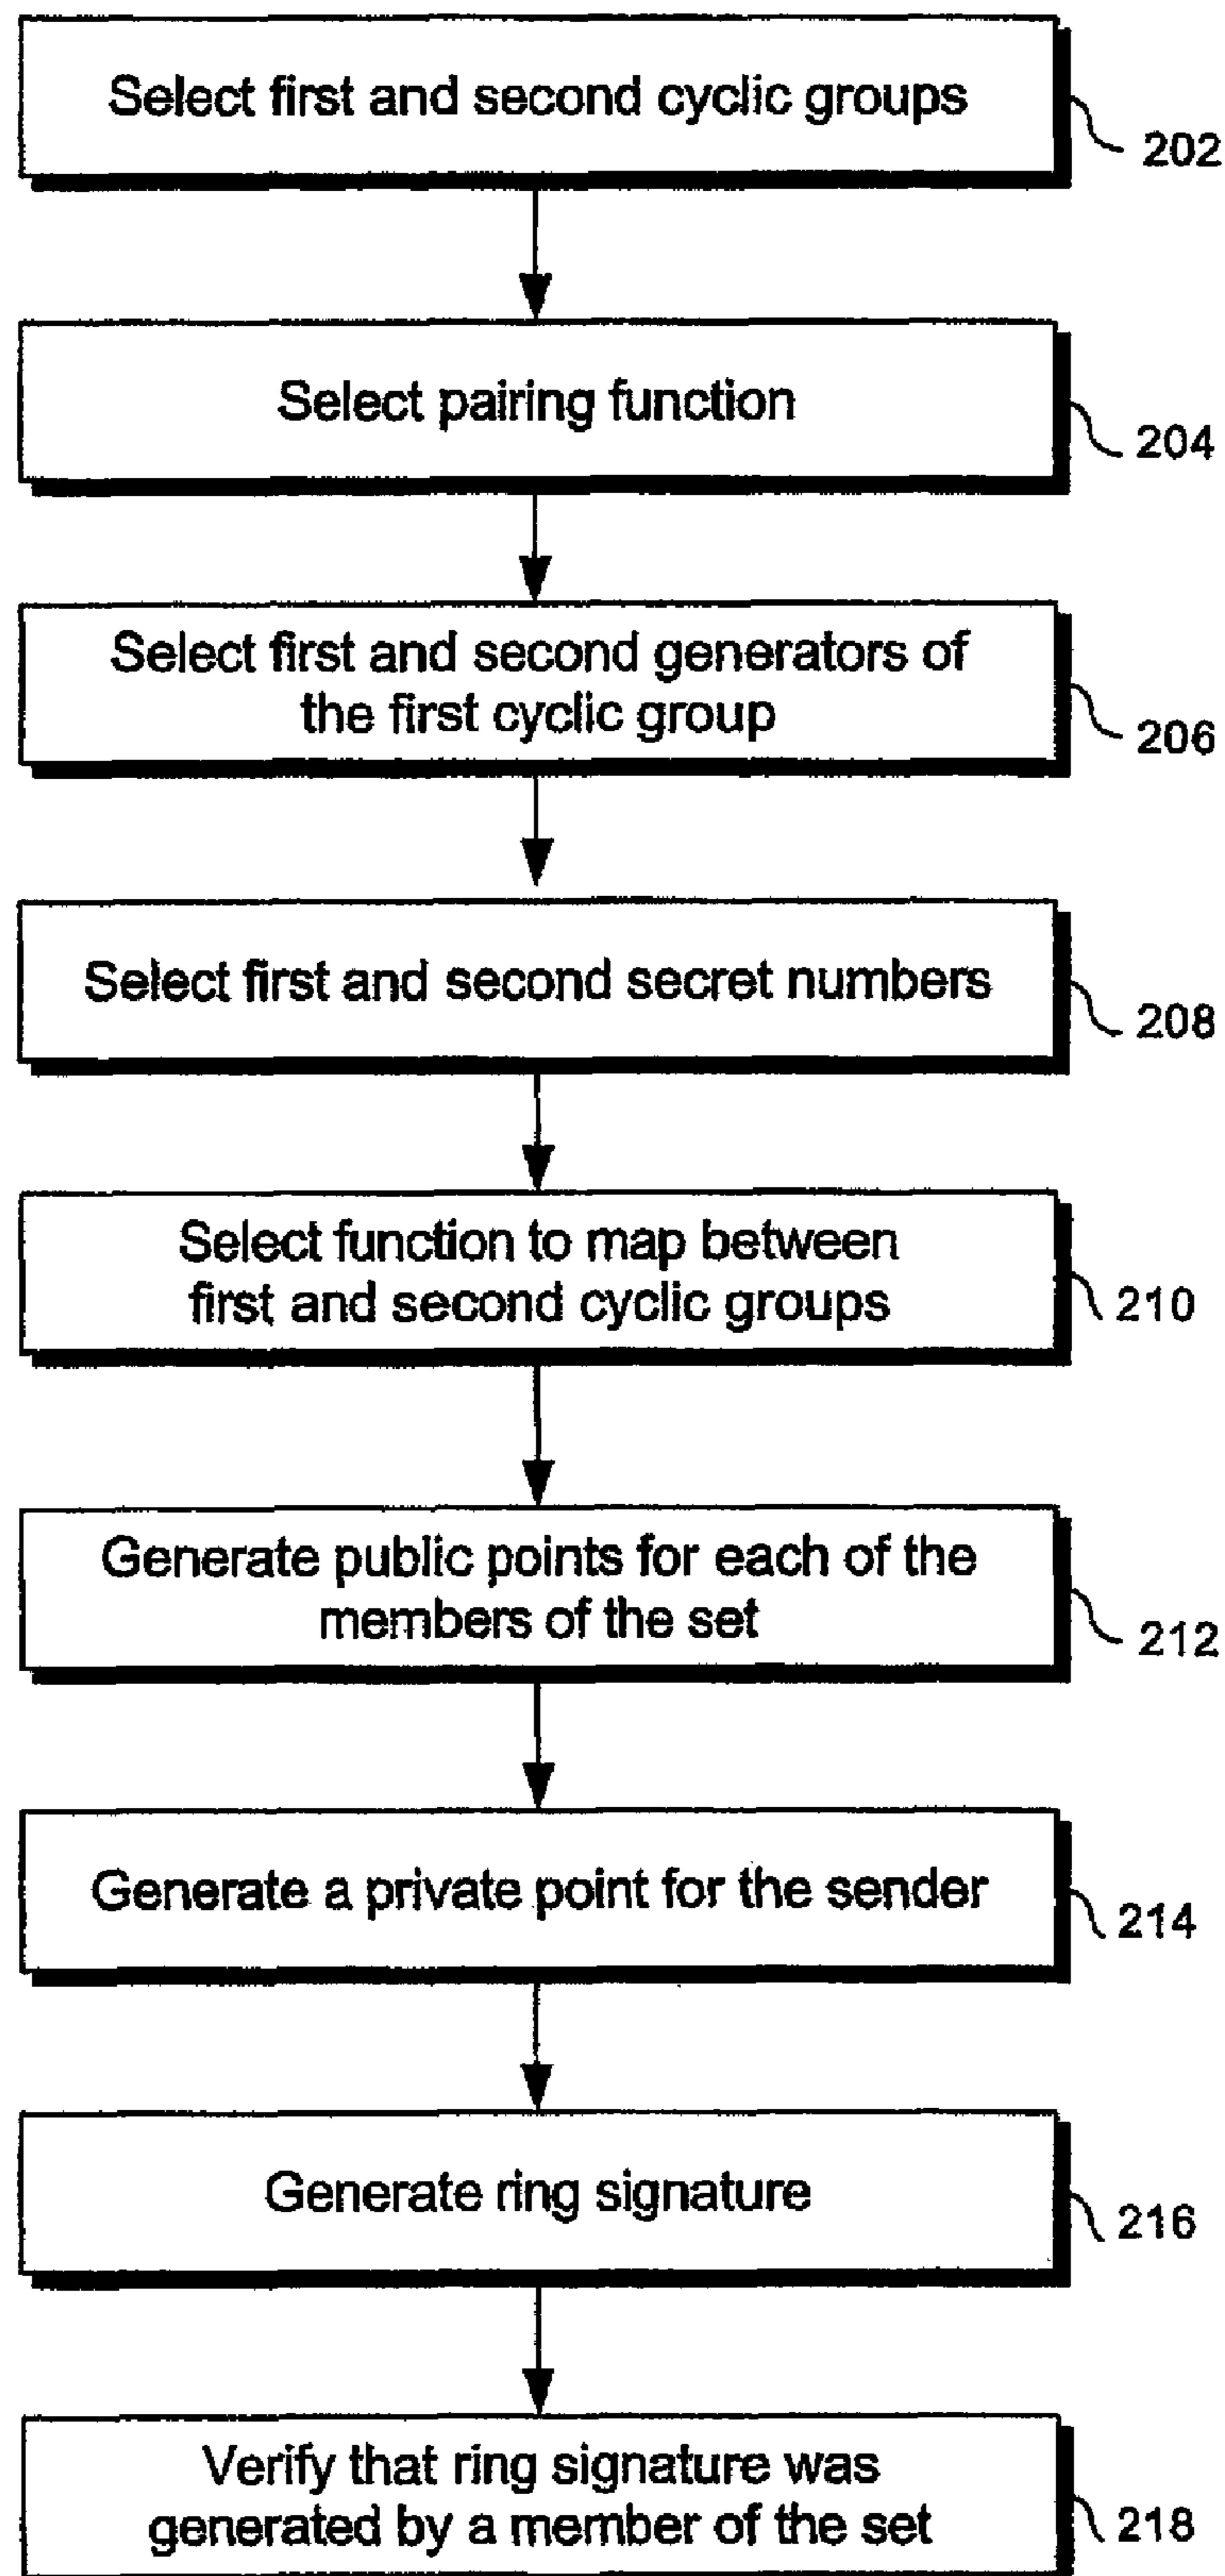 Select first and second cyclic groups
202
Select pairing function
204
Select first and second generators of
the first cyclic group
206
Select first and second secret numbers
208
Select function to map between
first and second cyclic groups
210
Generate public points for each of the
members of the set
212
Generate a private point for the sender
214
Generate ring signature
216
Verify that ring signature was
generated by a member of the set
218